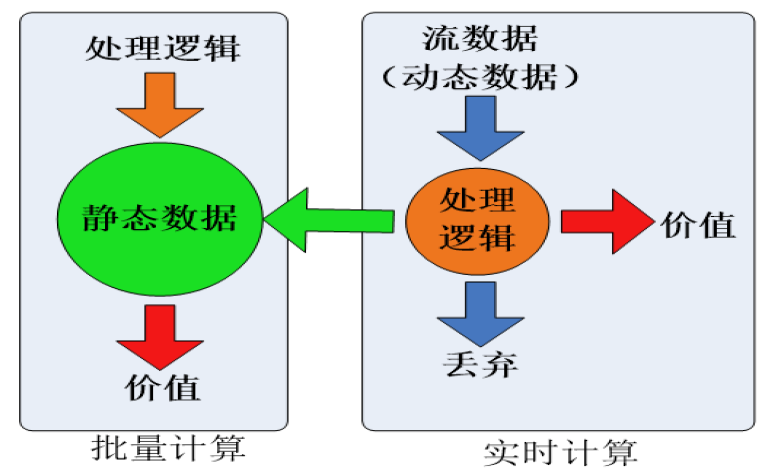 处理逻辑
静态数据
价值
批量计算
流数据
（动态数据）
处理
逻辑
价值
丢弃
实时计算